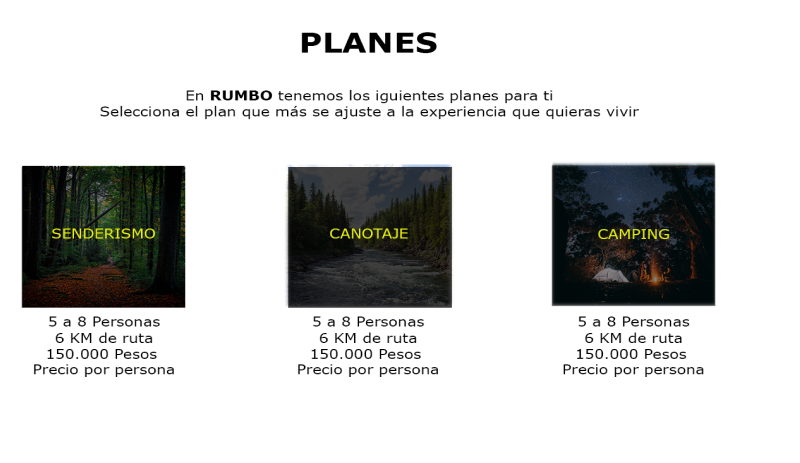 PLANES
En RUMBO tenemos los iguientes planes para ti
Selecciona el plan que más se ajuste a la experiencia que quieras vivir
SENDERISMO
5 a 8 Personas
6 KM de ruta
150.000 Pesos
Precio por persona
CANOTAJE
5 a 8 Personas
6 KM de ruta
150.000 Pesos
Precio por persona
CAMPING
5 a 8 Personas
6 KM de ruta
150.000 Pesos
Precio por persona